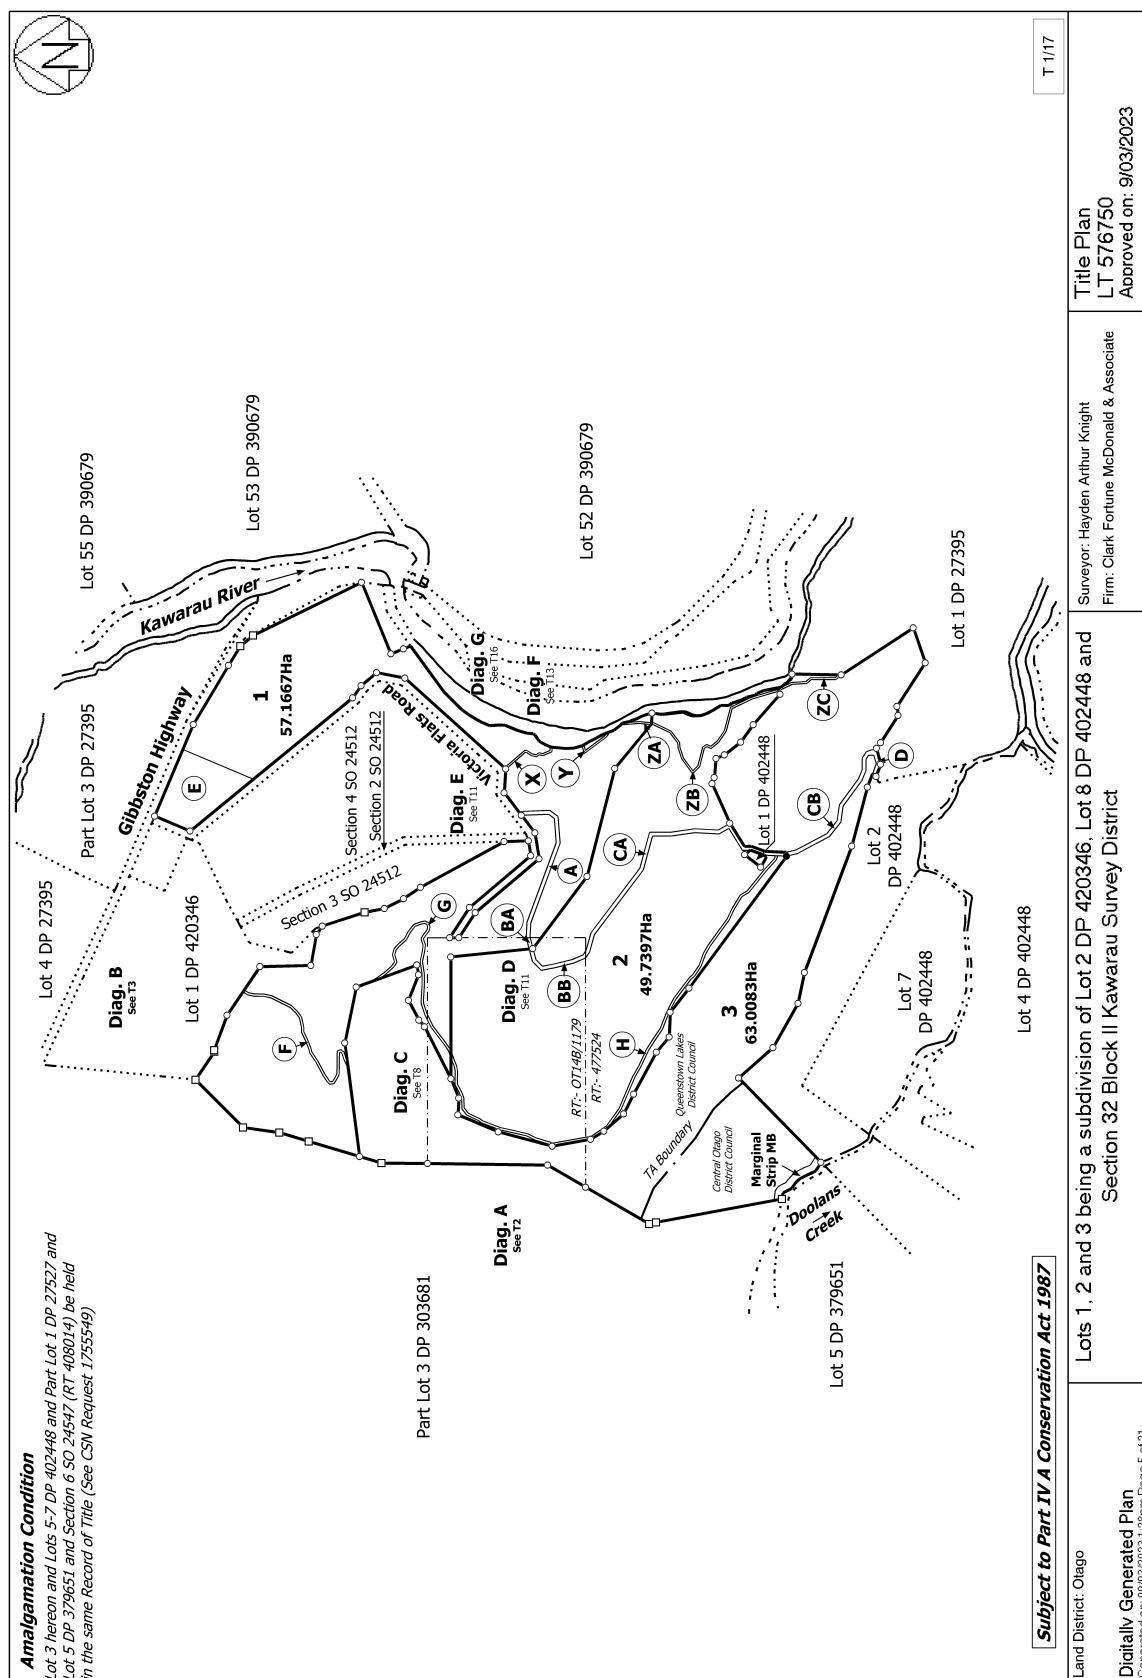 Amalgamation Condition
Lot 3 hereon and Lots 5-7 DP 402448 and Part Lot 1 DP 27527 and
Lot 5 DP 379651 and Section 6 SO 24547 (RT 408014) be held
in the same Record of Title (See CSN Request 1755549)
N
T 1/17
Lot 4 DP 27395
Part Lot 3 DP 27395
Lot 55 DP 390679
Diag. B
See T3
Gibbston Highway
Kawarau River
Lot 1 DP 420346
E
Lot 53 DP 390679
1
57.1667Ha
F
Section 3 SO 24512
Section 4 SO 24512
Section 2 SO 24512
Victoria Flats Road
Diag. C
See T8
G
Diag. E
See T11
Diag. G
See T16
Part Lot 3 DP 303681
Diag. A
See T2
Diag. D
See T11
BA
X
Diag. F
See T13
BB
A
Y
Lot 52 DP 390679
RT:- OT14B/1179
RT:- 477524
H
2
49.7397Ha
CA
ZA
TA Boundary
Queenstown Lakes
District Council
ZB
Central Otago
District Council
3
63.0083Ha
Marginal
Strip MB
Lot 1 DP 402448
Doolans
Creek
CB
ZC
Lot 5 DP 379651
Lot 2
DP 402448
D
Lot 7
DP 402448
Lot 1 DP 27395
Lot 4 DP 402448
Subject to Part IV A Conservation Act 1987
Land District: Otago
Digitally Generated Plan
Lots 1, 2 and 3 being a subdivision of Lot 2 DP 420346, Lot 8 DP 402448 and
Section 32 Block II Kawarau Survey District
Surveyor: Hayden Arthur Knight
Firm: Clark Fortune McDonald & Associate
Title Plan
LT 576750
Approved on: 9/03/2023